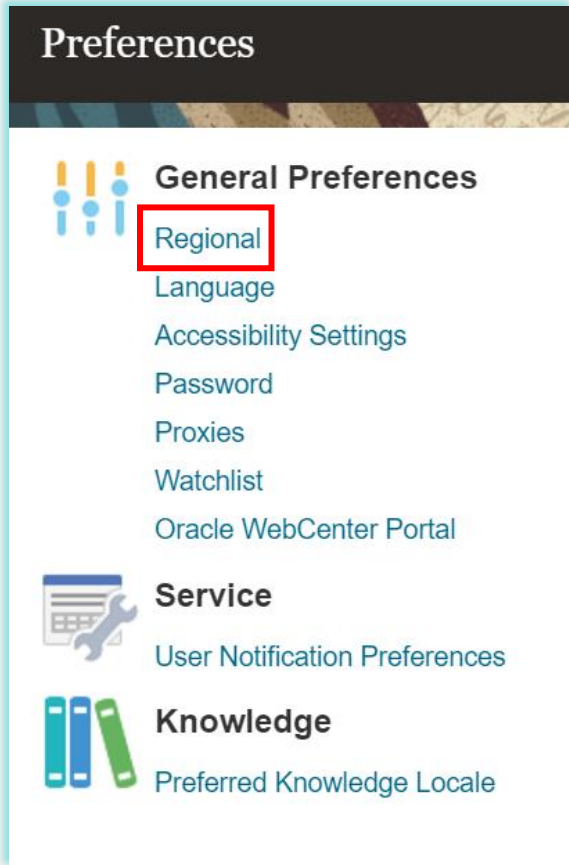 Preferences
General Preferences
Regional
Language
Accessibility Settings
Password
Proxies
Watchlist
Oracle WebCenter Portal
Service
User Notification Preferences
Knowledge
Preferred Knowledge Locale